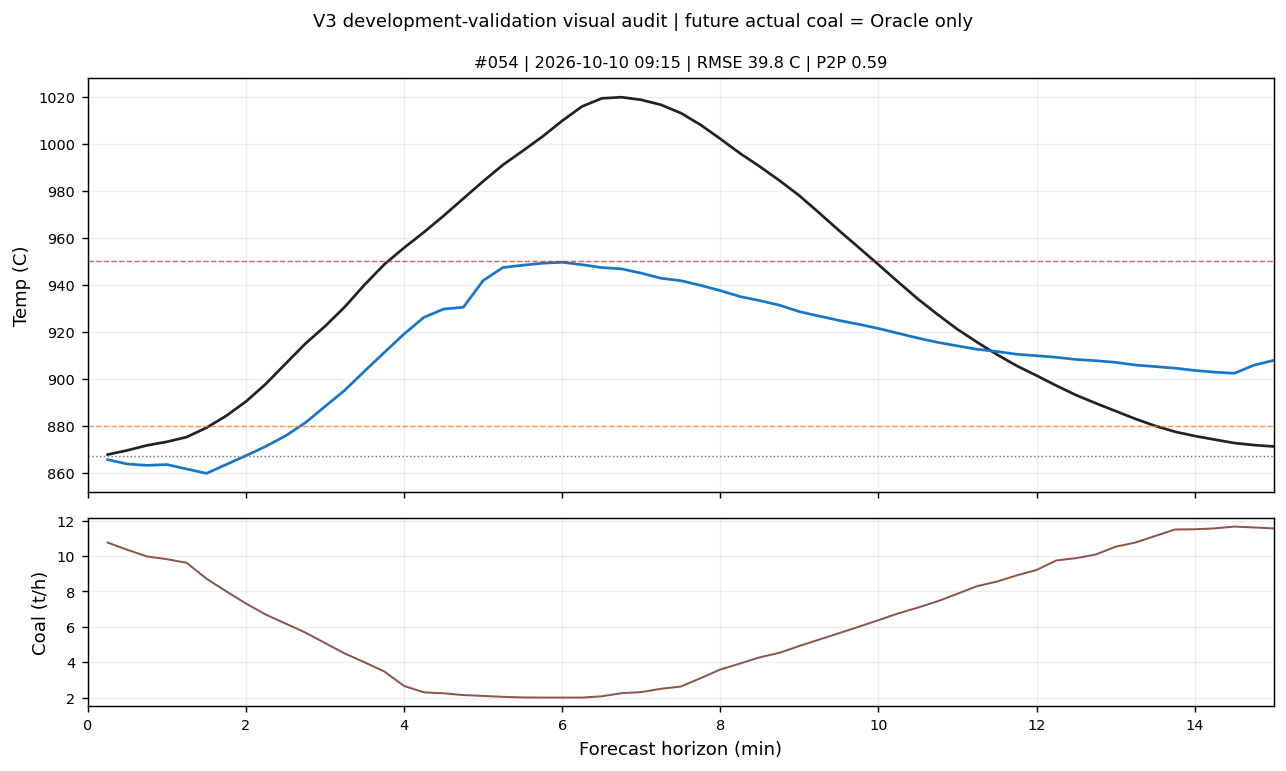 V3 development-validation visual audit | future actual coal = Oracle only
#054 | 2026-10-10 09:15 | RMSE 39.8 C | P2P 0.59
Temp (C)
1020
1000
980
960
940
920
900
880
860
Coal (t/h)
12
10
8
6
4
2
0 2 4 6 8 10 12 14
Forecast horizon (min)